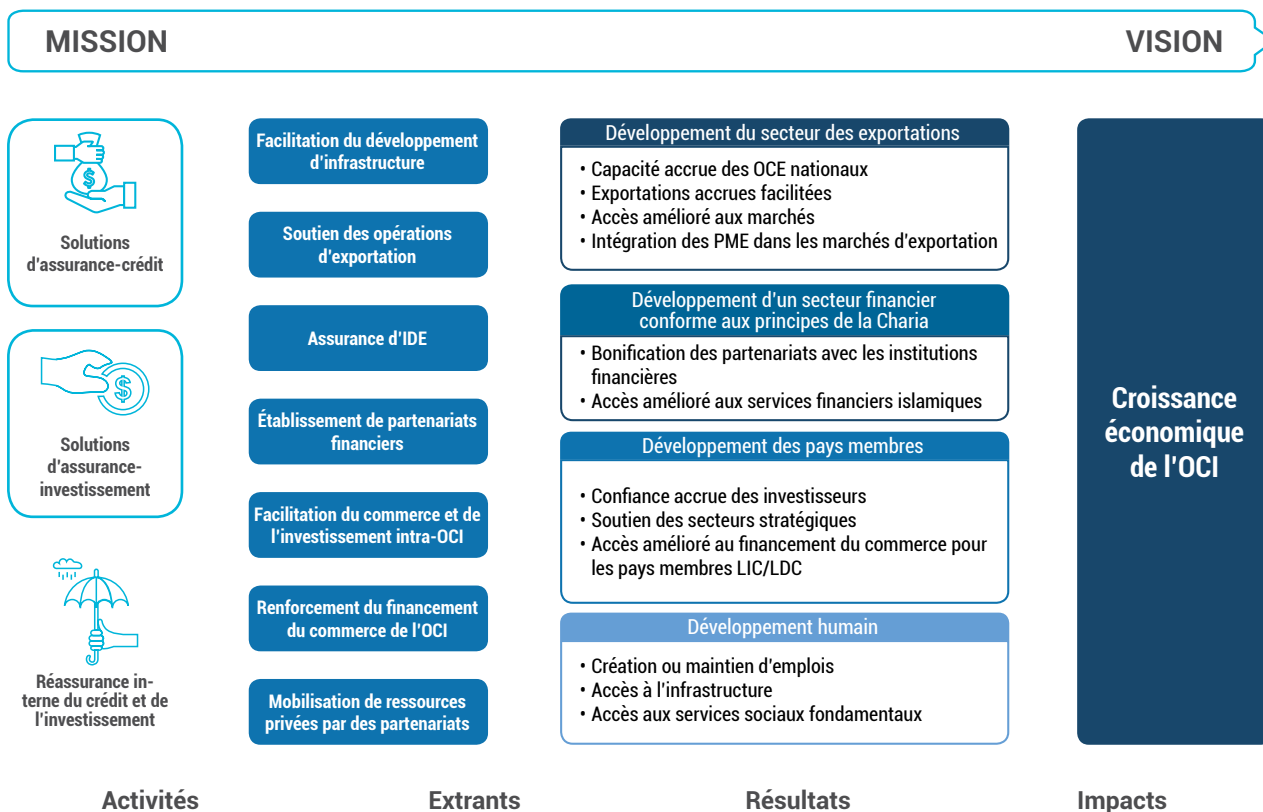 MISSION
VISION
Solutions
d'assurance-crédit
Solutions
d'assurance-
investissement
Réassurance in-
terne du crédit et de
l'investissement
Facilitation du développement
d'infrastructure
Soutien des opérations
d'exportation
Assurance d'IDE
Établissement de partenariats
financiers
Facilitation du commerce et de
l'investissement intra-OCI
Renforcement du financement
du commerce de l'OCI
Mobilisation de ressources
privées par des partenariats
Développement du secteur des exportations
• Capacité accrue des OCE nationaux
• Exportations accrues facilitées
• Accès amélioré aux marchés
• Intégration des PME dans les marchés d'exportation
Développement d'un secteur financier
conforme aux principes de la Charia
• Bonification des partenariats avec les institutions
financières
• Accès amélioré aux services financiers islamiques
Développement des pays membres
• Confiance accrue des investisseurs
• Soutien des secteurs stratégiques
• Accès amélioré au financement du commerce pour
les pays membres LIC/LDC
Développement humain
• Création ou maintien d'emplois
• Accès à l'infrastructure
• Accès aux services sociaux fondamentaux
Croissance
économique
de l'OCI
Activités
Extrants
Résultats
Impacts